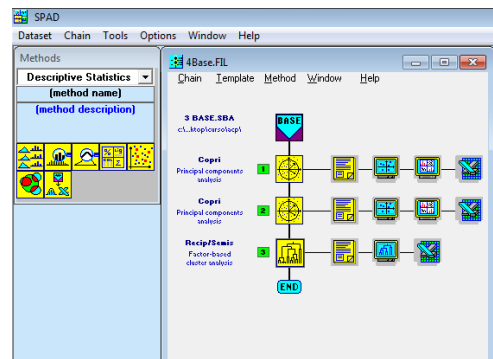 SPAD
Dataset Chain Tools Options Window Help
Methods
Descriptive Statistics
(method name)
(method description)
4Base.FIL
Chain Template Method Window Help
3 BASE.SBA
c:\...ktop\curso\acp\
BASE
Copri
Principal components
analysis
1
Copri
Principal components
analysis
2
Recip/Semis
Factor-based
cluster analysis
3
END